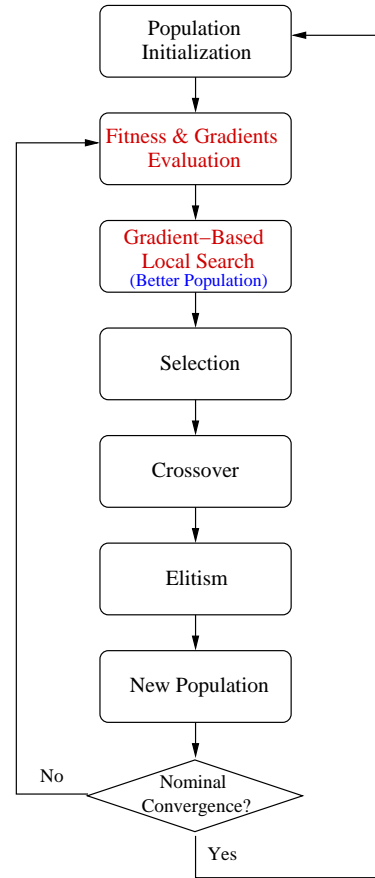 Population
Initialization
Fitness & Gradients
Evaluation
Gradient−Based
Local Search
(Better Population)
Selection
Crossover
Elitism
New Population
No
Nominal
Convergence?
Yes